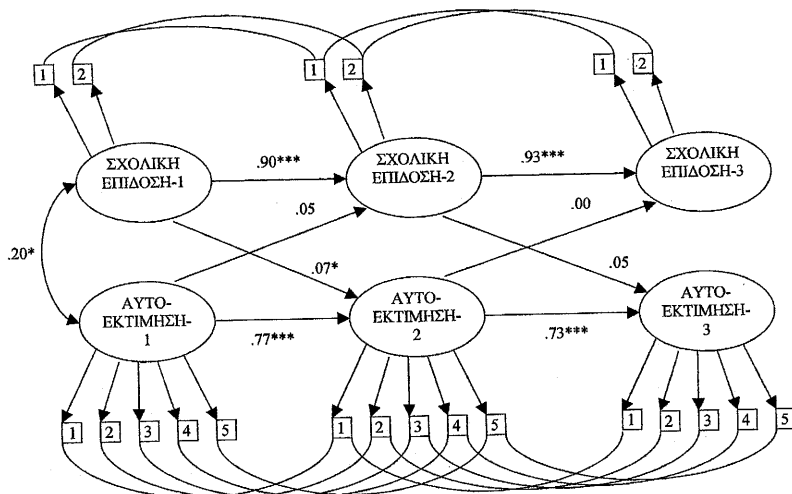 1 2 1 2 1 2
ΣΧΟΛΙΚΗ
ΕΠΙΔΟΣΗ-1
.90***
ΣΧΟΛΙΚΗ
ΕΠΙΔΟΣΗ-2
.93***
ΣΧΟΛΙΚΗ
ΕΠΙΔΟΣΗ-3
.05
.00
.20*
.07*
.05
ΑΥΤΟ-
ΕΚΤΙΜΗΣΗ-
1
.77***
ΑΥΤΟ-
ΕΚΤΙΜΗΣΗ-
2
.73***
ΑΥΤΟ-
ΕΚΤΙΜΗΣΗ-
3
1 2 3 4 5 1 2 3 4 5 1 2 3 4 5